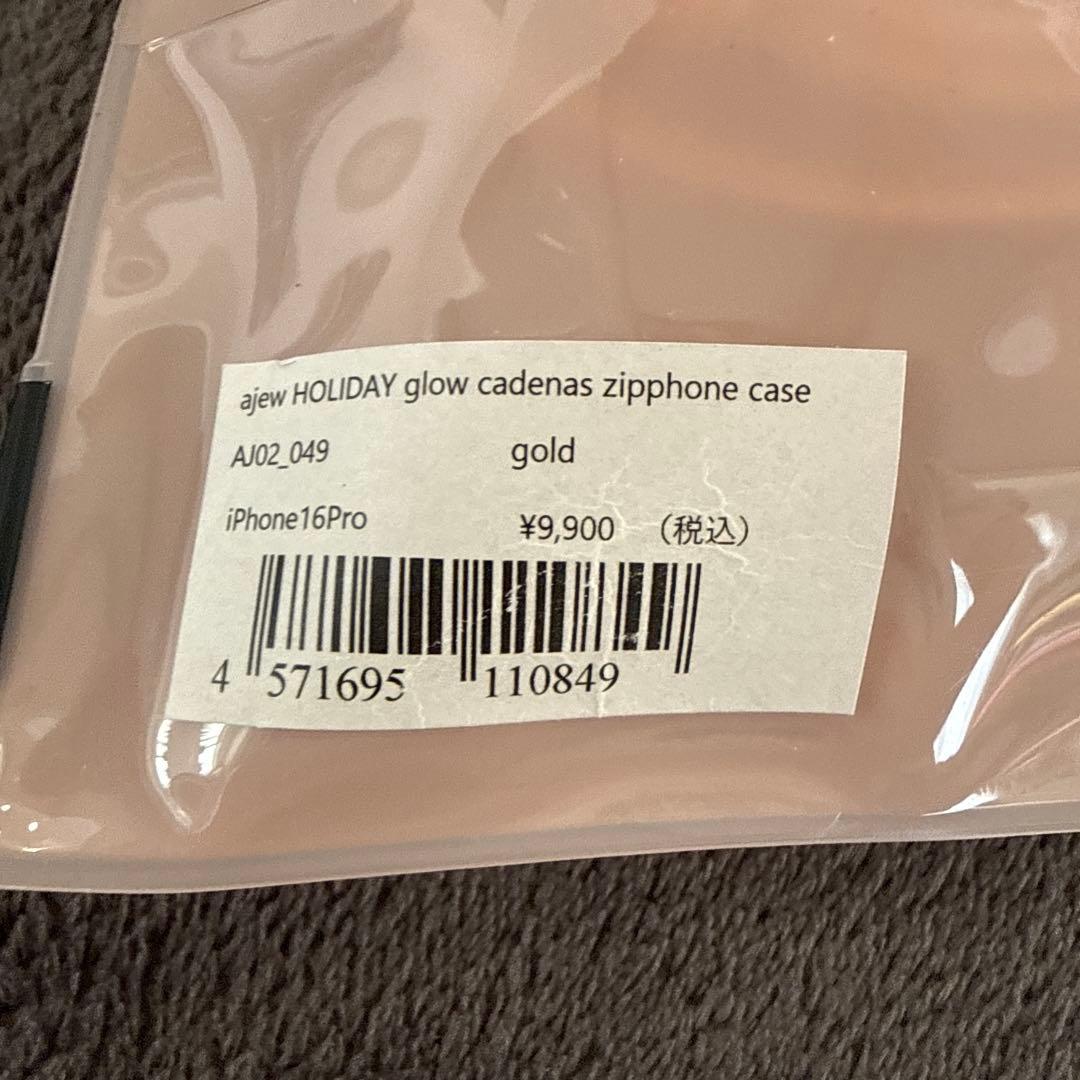 ajew HOLIDAY glow cadenas zipphone case
AJ02_049 gold
iPhone16Pro ¥9,900 （税込）
4 571695 110849